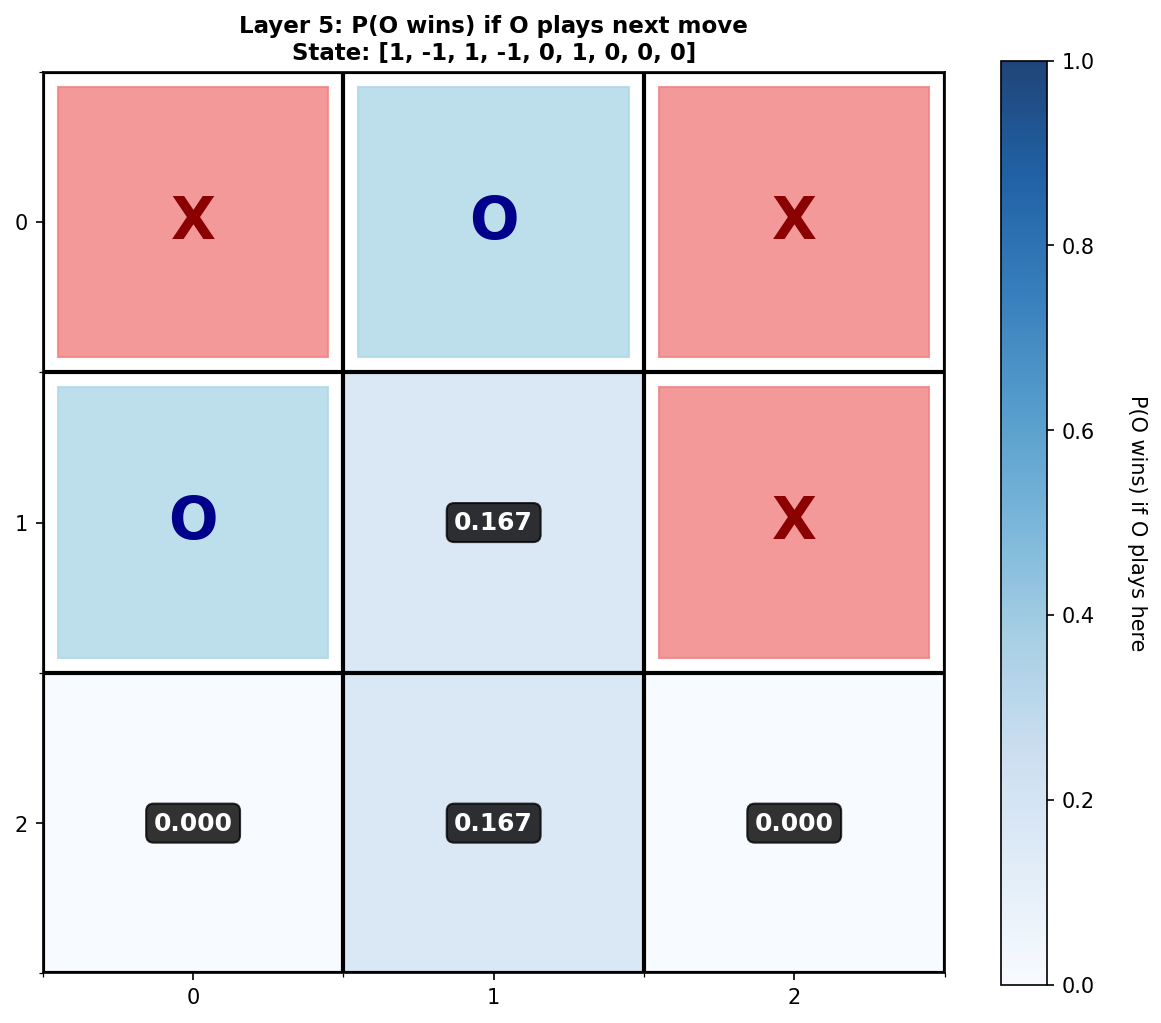 Layer 5: P(O wins) if O plays next move
State: [1, -1, 1, -1, 0, 1, 0, 0, 0]
X
O
X
0
O
0.167
X
1
0.000
0.167
0.000
2
0
1
2
1.0
0.8
0.6
0.4
0.2
0.0
P(O wins) if O plays here